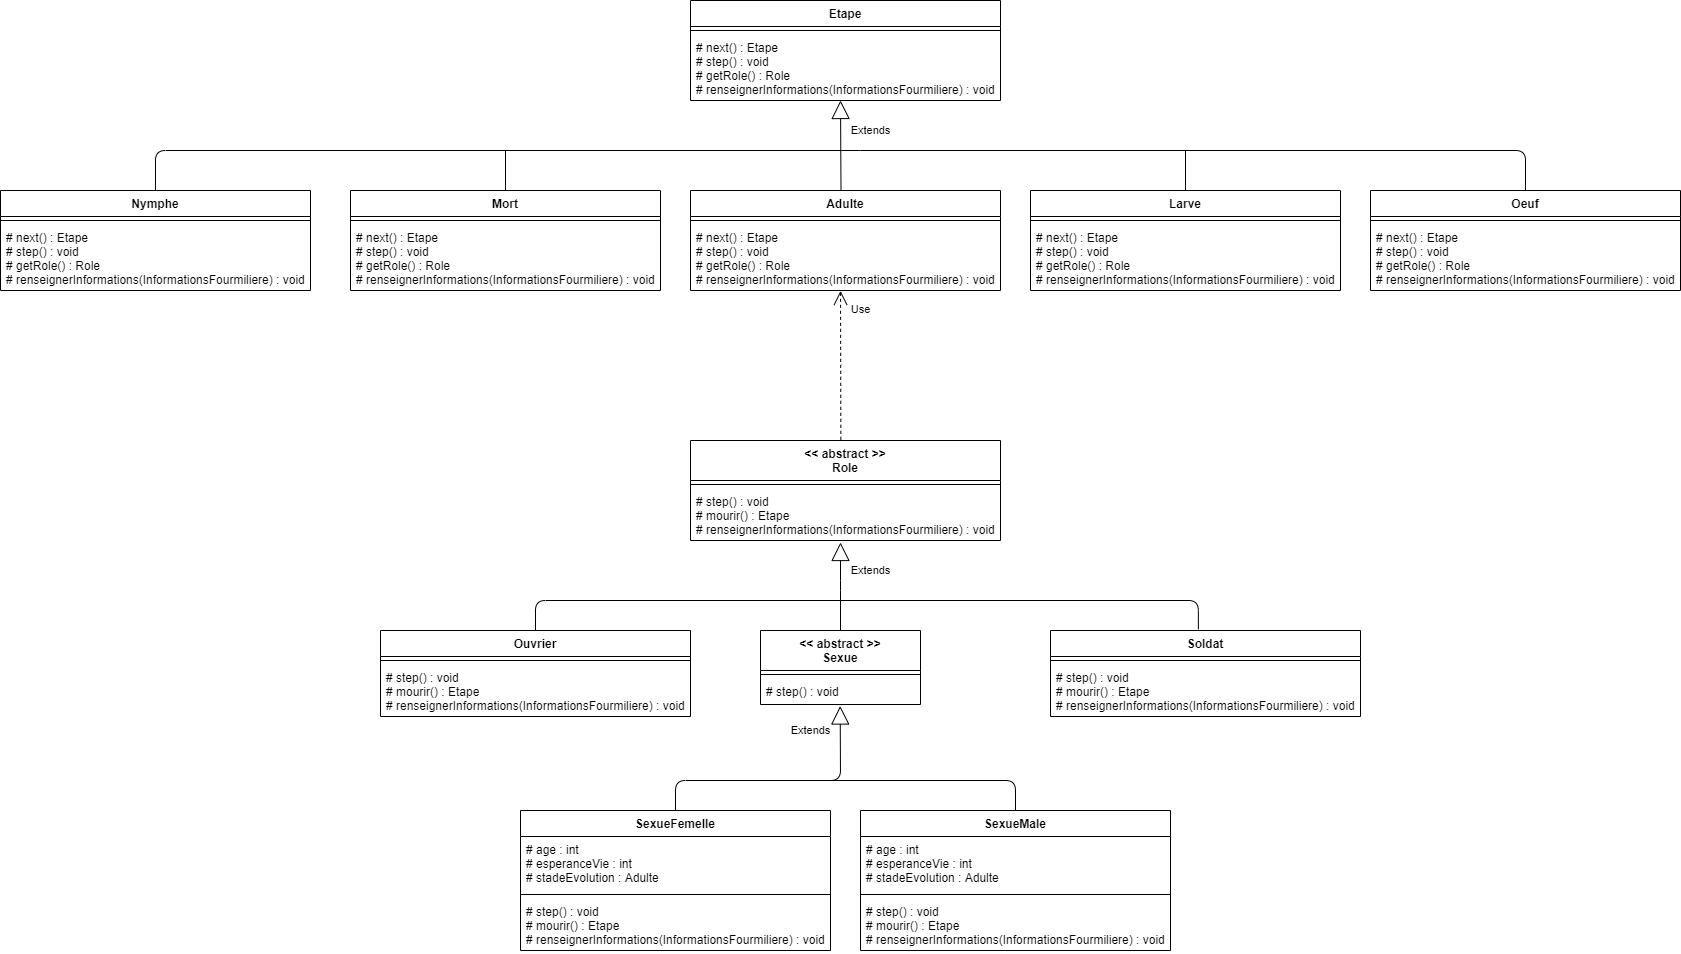 Etape
# next() : Etape
# step() : void
# getRole() : Role
# renseignerInformations(InformationsFourmiliere) : void
Extends
Nymphe
# next() : Etape
# step() : void
# getRole() : Role
# renseignerInformations(InformationsFourmiliere) : void
Mort
# next() : Etape
# step() : void
# getRole() : Role
# renseignerInformations(InformationsFourmiliere) : void
Adulte
# next() : Etape
# step() : void
# getRole() : Role
# renseignerInformations(InformationsFourmiliere) : void
Larve
# next() : Etape
# step() : void
# getRole() : Role
# renseignerInformations(InformationsFourmiliere) : void
Oeuf
# next() : Etape
# step() : void
# getRole() : Role
# renseignerInformations(InformationsFourmiliere) : void
Use
<< abstract >>
Role
# step() : void
# mourir() : Etape
# renseignerInformations(InformationsFourmiliere) : void
Extends
Ouvrier
# step() : void
# mourir() : Etape
# renseignerInformations(InformationsFourmiliere) : void
<< abstract >>
Sexue
# step() : void
Soldat
# step() : void
# mourir() : Etape
# renseignerInformations(InformationsFourmiliere) : void
Extends
SexueFemelle
# age : int
# esperanceVie : int
# stadeEvolution : Adulte
# step() : void
# mourir() : Etape
# renseignerInformations(InformationsFourmiliere) : void
SexueMale
# age : int
# esperanceVie : int
# stadeEvolution : Adulte
# step() : void
# mourir() : Etape
# renseignerInformations(InformationsFourmiliere) : void